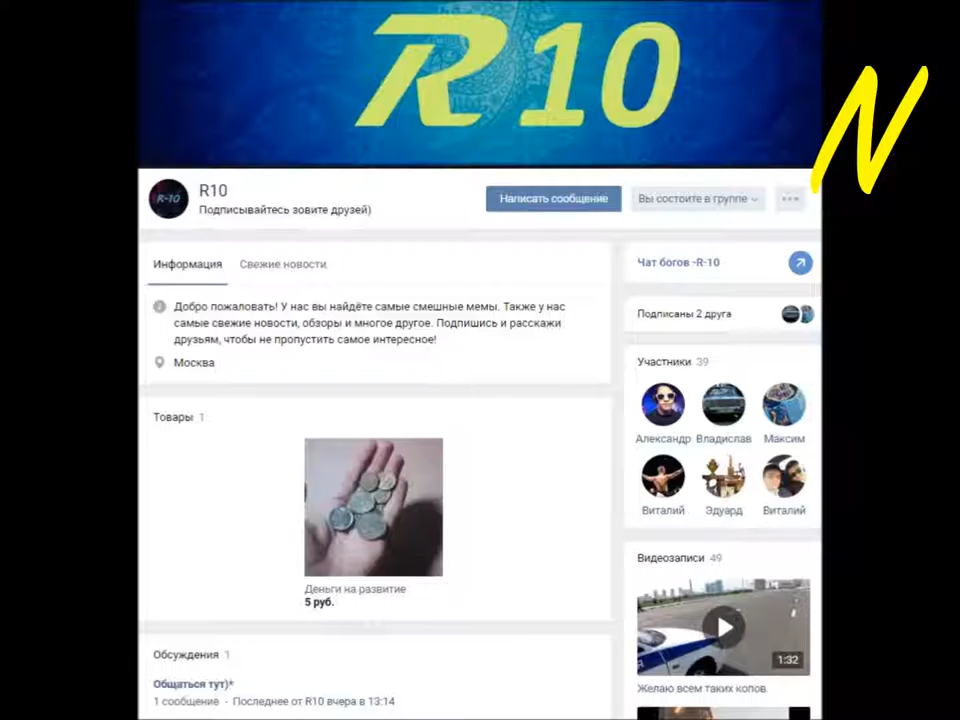 R10
N
R-10
R10
Подписывайтесь зовите друзей)
Написать сообщение
Вы состоите в группе
Информация
Свежие новости
Добро пожаловать! У нас вы найдёте самые смешные мемы. Также у нас
самые свежие новости, обзоры и многое другое. Подпишись и расскажи
друзьям, чтобы не пропустить самое интересное!
Москва
Товары 1
Деньги на развитие
5 руб.
Обсуждения 1
Общаться тут)*
1 сообщение - Последнее от R10 вчера в 13:14
Чат богов -R-10
Подписаны 2 друга
Участники 39
Александр Владислав Максим
Виталий Эдуард Виталий
Видеозаписи 49
1:32
Желаю всем таких копов.